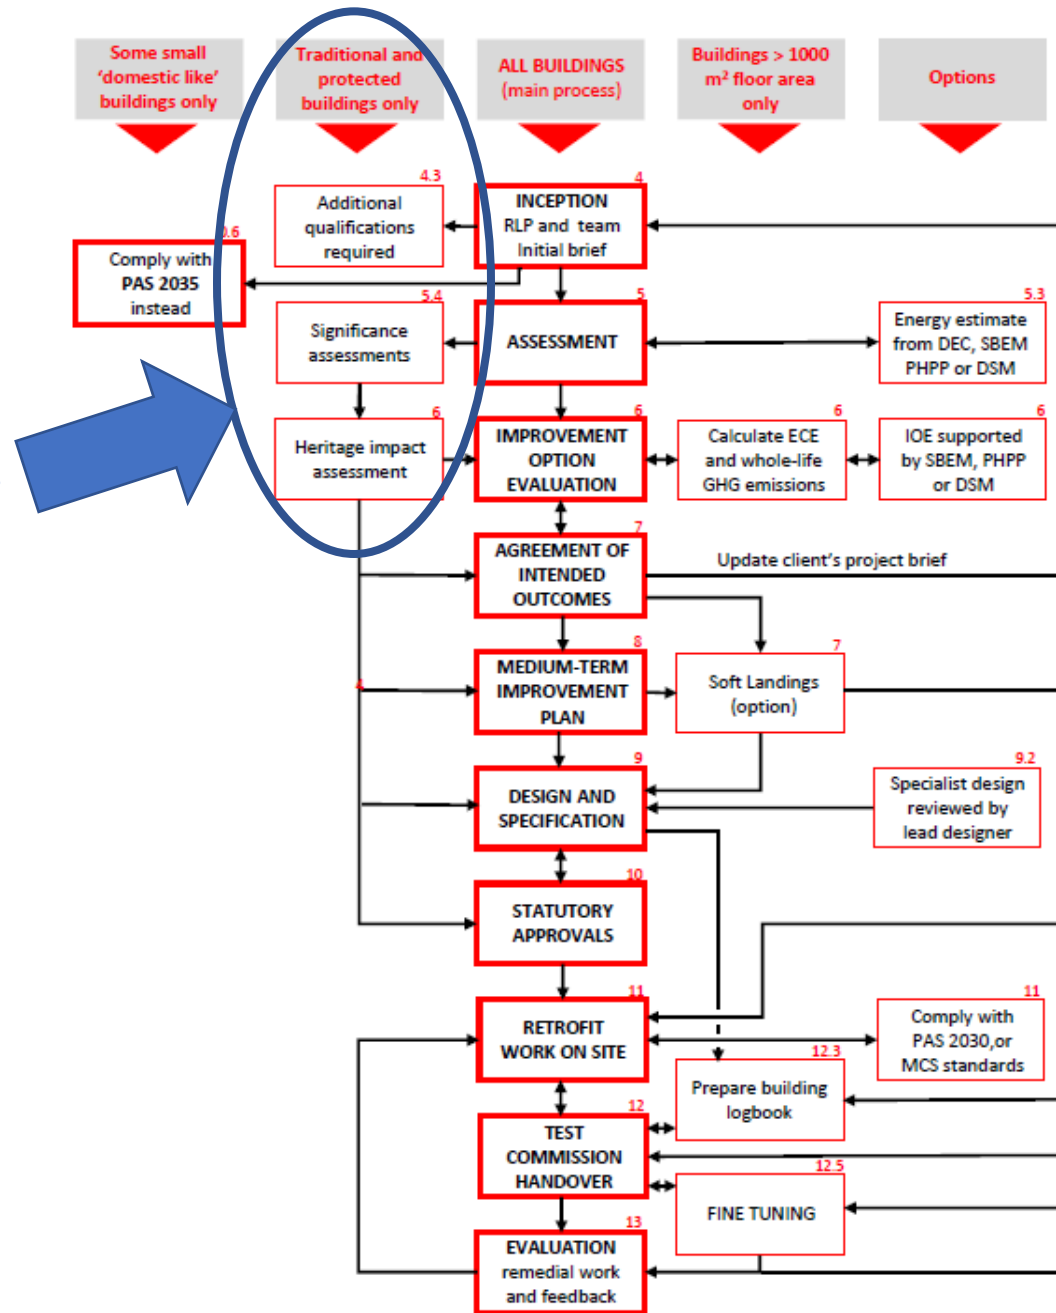 Some small
‘domestic like’
buildings only
Traditional and
protected
buildings only
ALL BUILDINGS
(main process)
Buildings > 1000
m² floor area
only
Options
4.3
Additional
qualifications
required
4
INCEPTION
RLP and team
Initial brief
0.6
Comply with
PAS 2035
instead
5.4
Significance
assessments
5
ASSESSMENT
5.3
Energy estimate
from DEC, SBEM
PHPP or DSM
6
Heritage impact
assessment
6
IMPROVEMENT
OPTION
EVALUATION
6
Calculate ECE
and whole-life
GHG emissions
6
IOE supported
by SBEM, PHPP
or DSM
7
AGREEMENT OF
INTENDED
OUTCOMES
Update client’s project brief
8
MEDIUM-TERM
IMPROVEMENT
PLAN
7
Soft Landings
(option)
4
9
DESIGN AND
SPECIFICATION
9.2
Specialist design
reviewed by
lead designer
10
STATUTORY
APPROVALS
11
RETROFIT
WORK ON SITE
11
Comply with
PAS 2030,or
MCS standards
12.3
Prepare building
logbook
12
TEST
COMMISSION
HANDOVER
12.5
FINE TUNING
13
EVALUATION
remedial work
and feedback